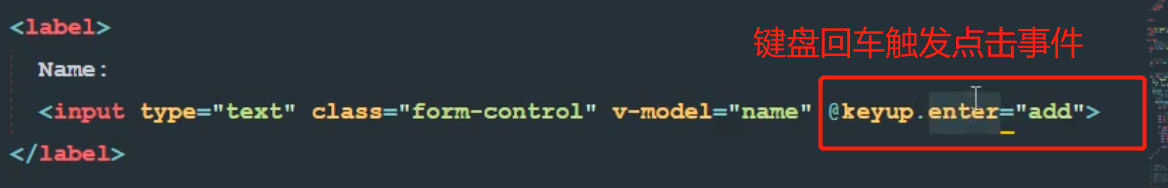 <label>
键盘回车触发点击事件
Name:
<input type="text" class="form-control" v-model="name" @keyup.enter="add">
</label>